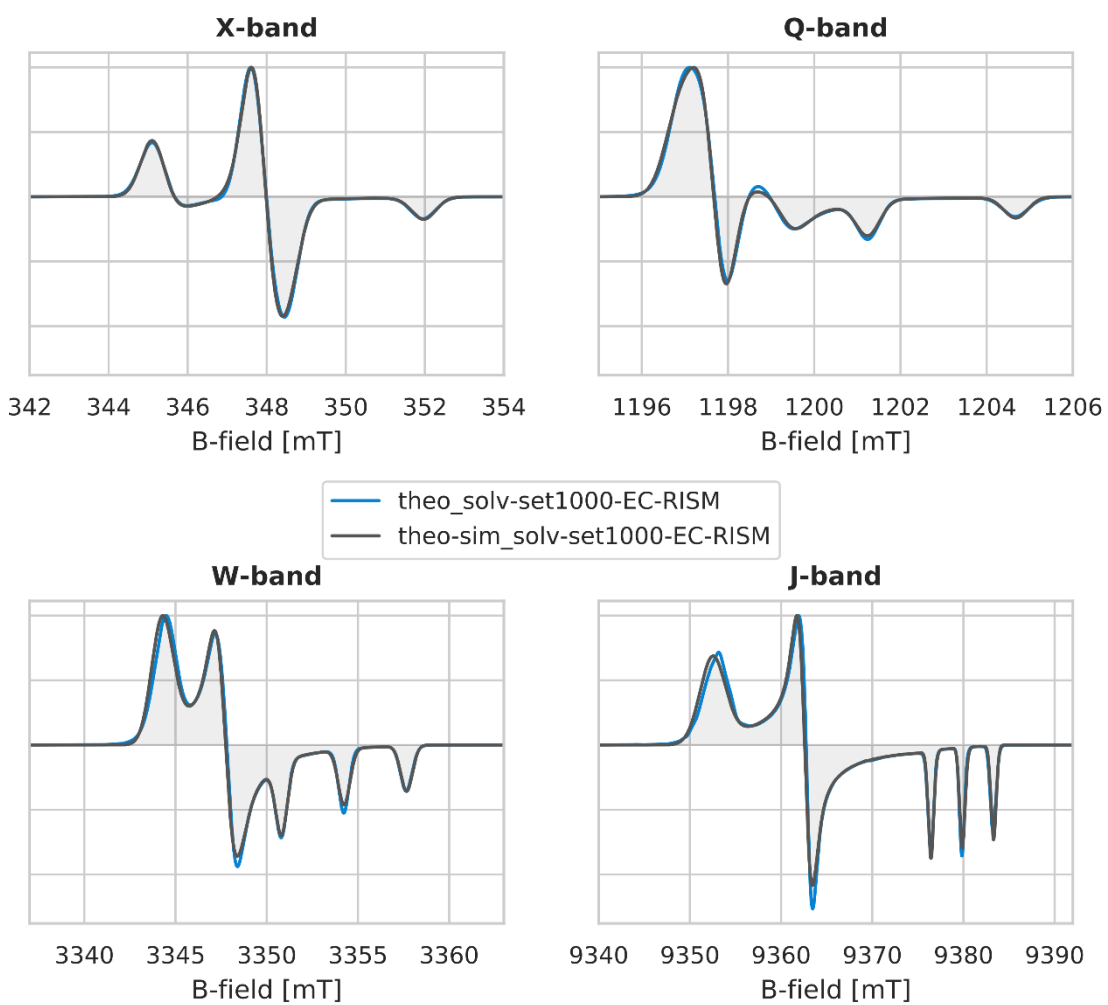 X-band
Q-band
342 344 346 348 350 352 354
B-field [mT]
1196 1198 1200 1202 1204 1206
B-field [mT]
theo_solv-set1000-EC-RISM
theo-sim_solv-set1000-EC-RISM
W-band
J-band
3340 3345 3350 3355 3360
B-field [mT]
9340 9350 9360 9370 9380 9390
B-field [mT]